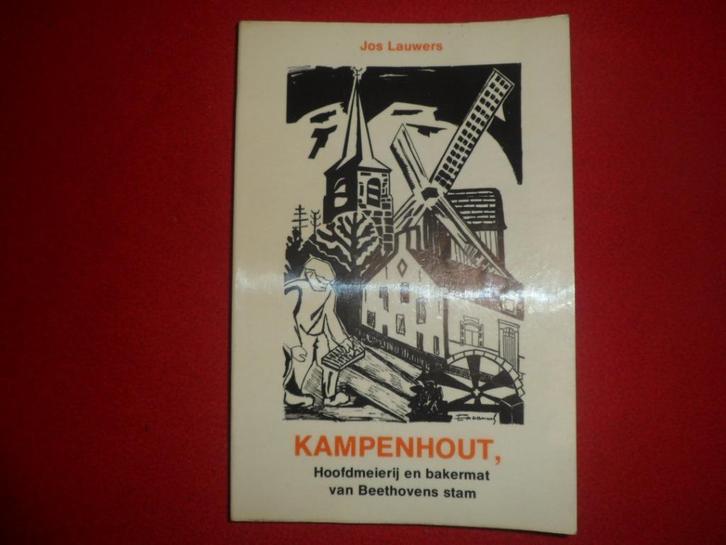 Jos Lauwers
KAMPENHOUT,
Hoofdmeierij en bakermat
van Beethovens stam